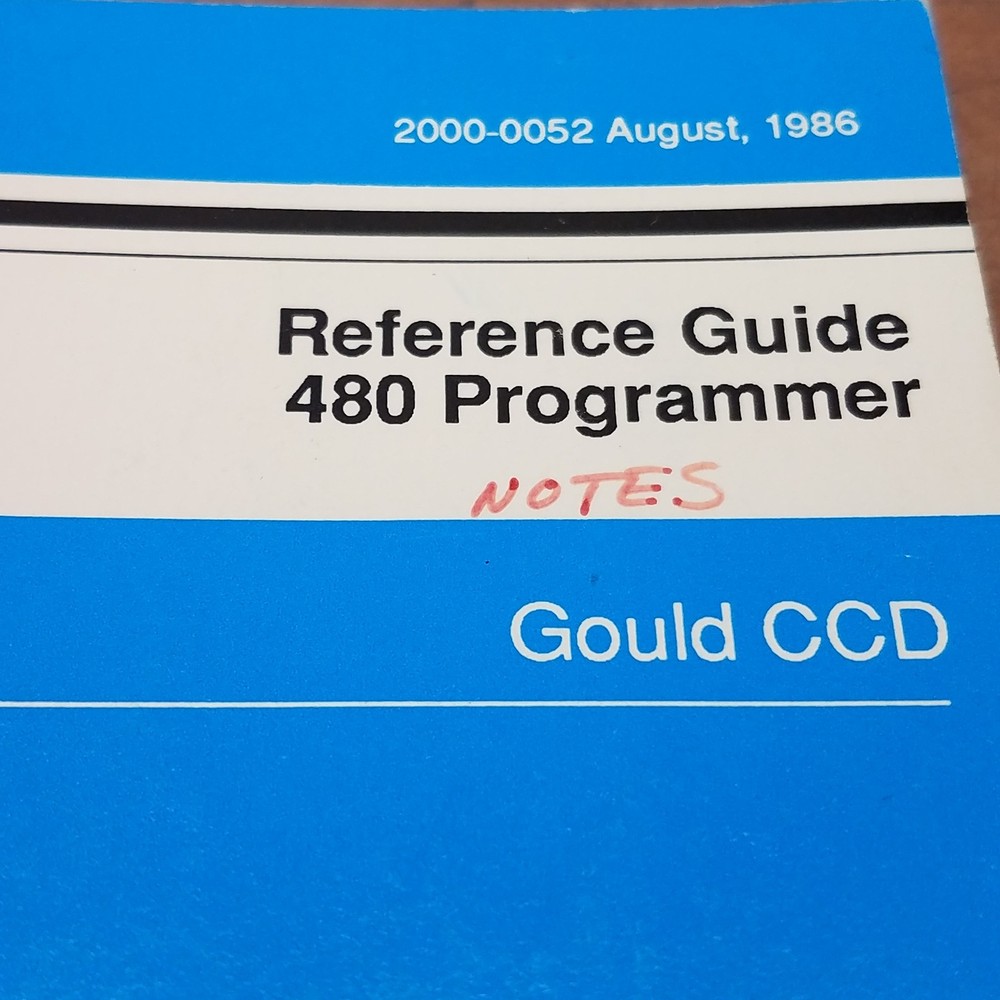 2000-0052 August, 1986
Reference Guide
480 Programmer
NOTES
Gould CCD